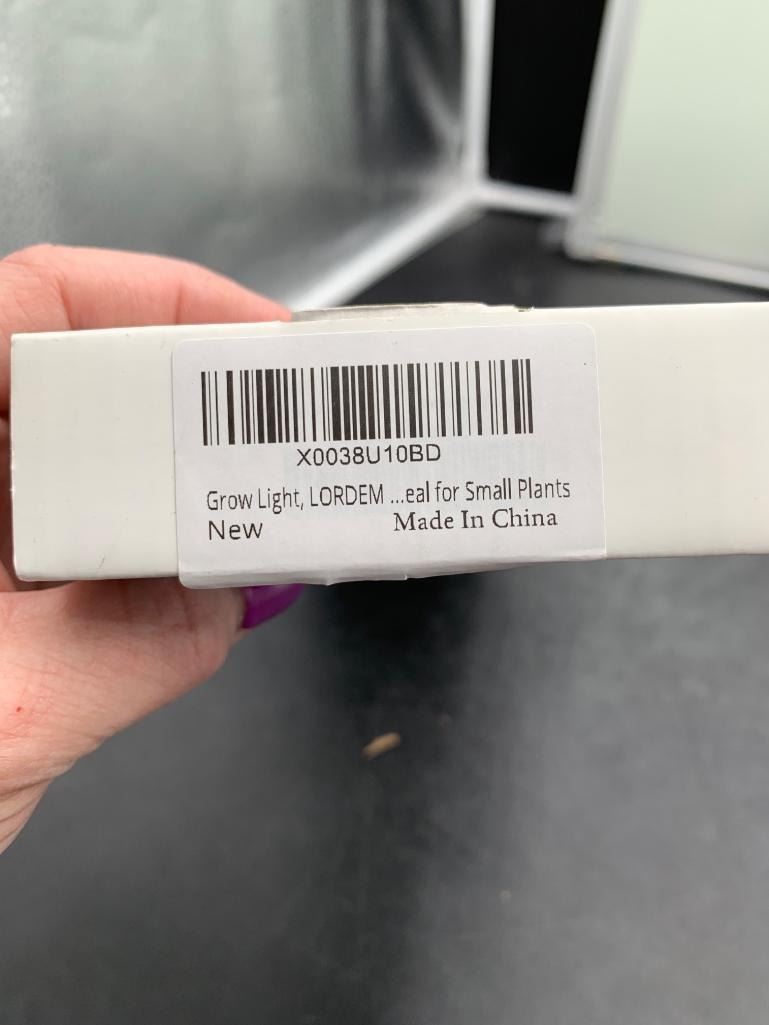 X0038U10BD
Grow Light, LORDEM ...eal for Small Plants
New Made In China